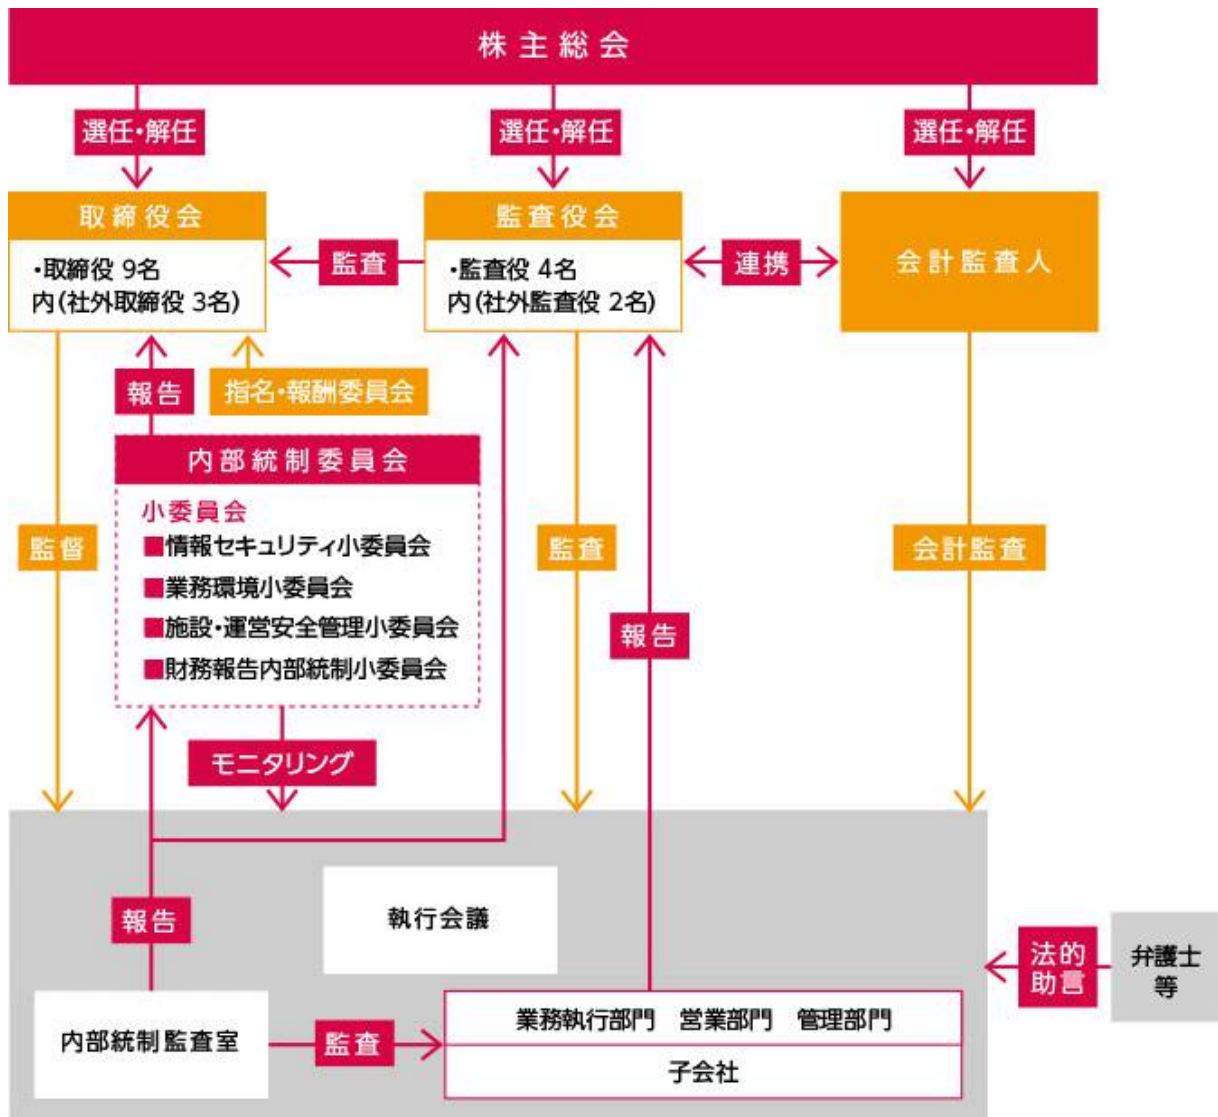 株主総会
選任・解任
選任・解任
選任・解任
取締役会
・取締役 9名
内(社外取締役 3名)
監査
監査役会
・監査役 4名
内(社外監査役 2名)
連携
会計監査人
報告
指名・報酬委員会
内部統制委員会
小委員会
■情報セキュリティ小委員会
■業務環境小委員会
■施設・運営安全管理小委員会
■財務報告内部統制小委員会
監督
監査
会計監査
報告
モニタリング
報告
執行会議
法的
助言
弁護士
等
内部統制監査室
監査
業務執行部門 営業部門 管理部門
子会社